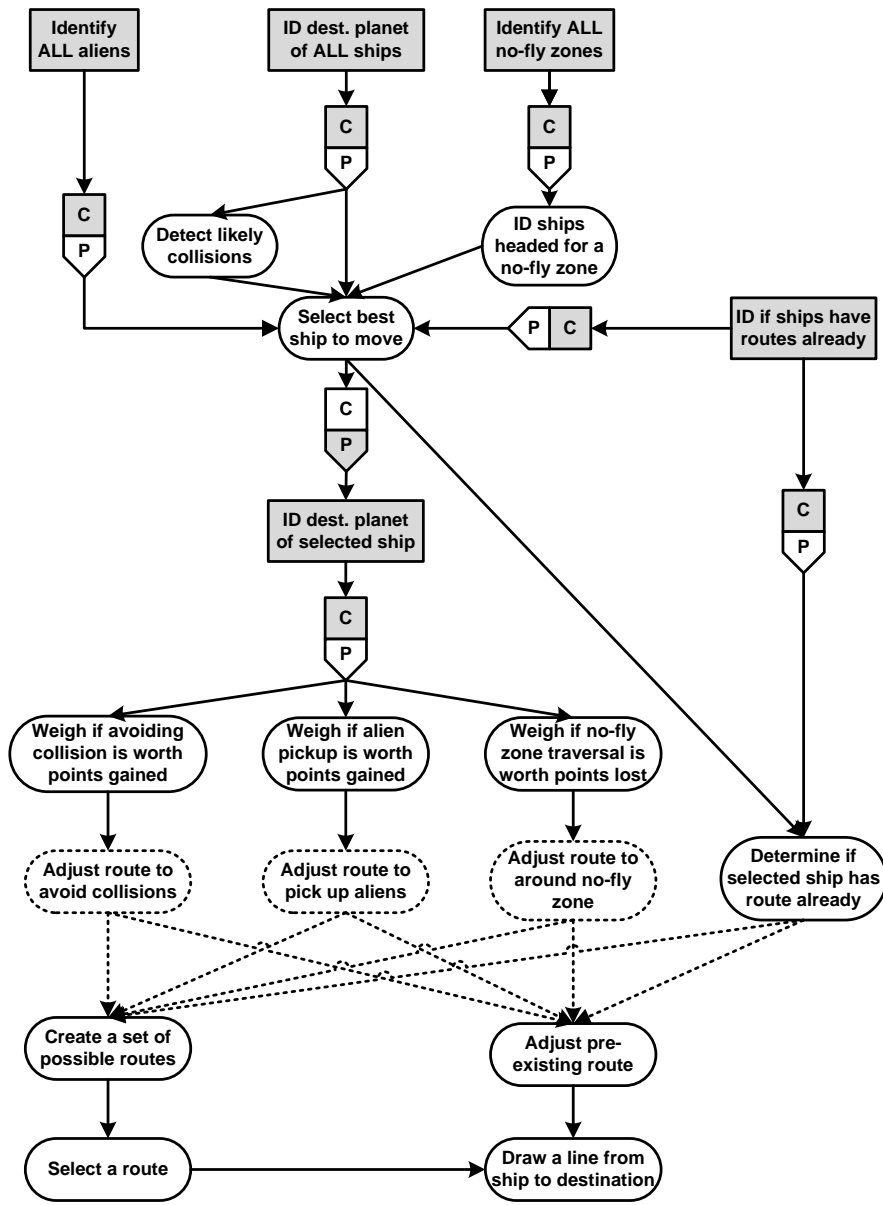 Identify
ALL aliens
ID dest. planet
of ALL ships
Identify ALL
no-fly zones
C
P
C
P
C
P
Detect likely
collisions
ID ships
headed for a
no-fly zone
Select best
ship to move
P C
ID if ships have
routes already
C
P
ID dest. planet
of selected ship
C
P
C
P
Weigh if avoiding
collision is worth
points gained
Weigh if alien
pickup is worth
points gained
Weigh if no-fly
zone traversal is
worth points lost
Adjust route to
avoid collisions
Adjust route to
pick up aliens
Adjust route to
around no-fly
zone
Determine if
selected ship has
route already
Create a set of
possible routes
Adjust pre-
existing route
Select a route
Draw a line from
ship to destination